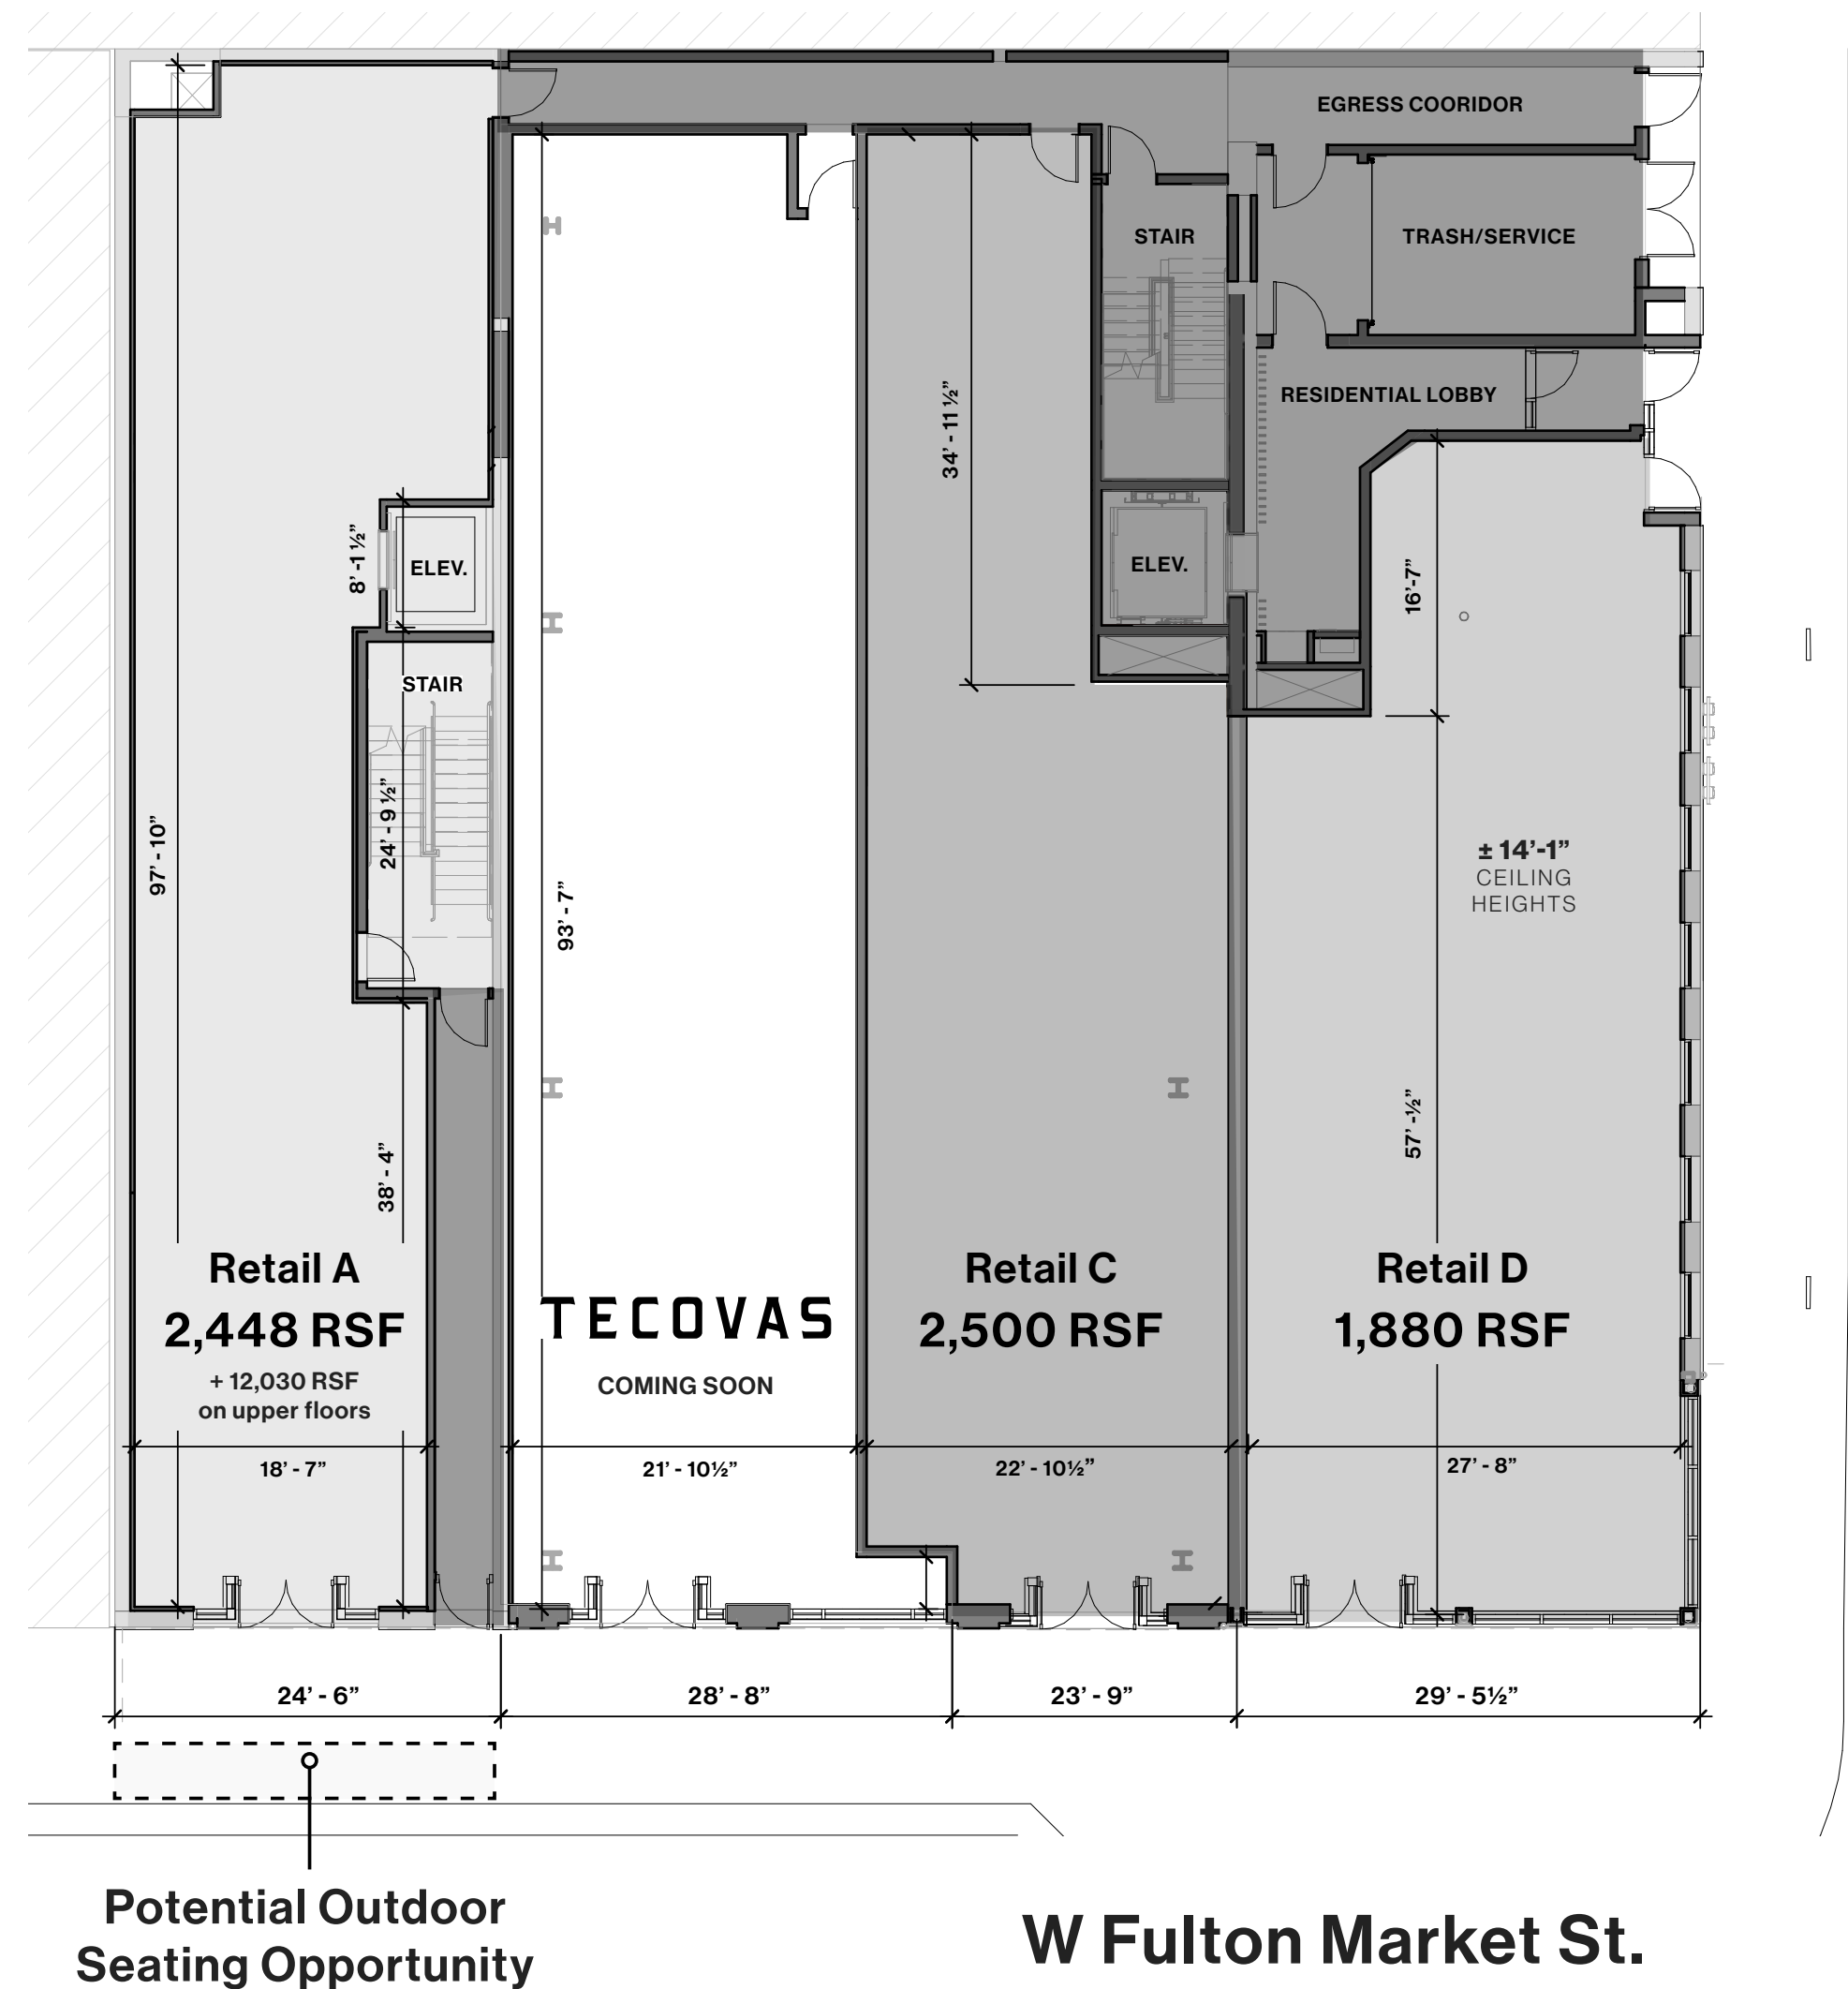 EGRESS COORIDOR
STAIR
TRASH/SERVICE
RESIDENTIAL LOBBY
34’ - 11 ½”
8’ -1 ½”
ELEV.
ELEV.
16’-7”
STAIR
24’ - 9 ½”
97’ - 10”
93’ - 7”
± 14’-1”
CEILING
HEIGHTS
57’ -½”
38’ - 4”
Retail A
2,448 RSF
+ 12,030 RSF
on upper floors
TECOVAS
COMING SOON
Retail C
2,500 RSF
Retail D
1,880 RSF
18’ - 7”
21’ - 10½”
22’ - 10½”
27’ - 8”
24’ - 6”
28’ - 8”
23’ - 9”
29’ - 5½”
Potential Outdoor
Seating Opportunity
W Fulton Market St.